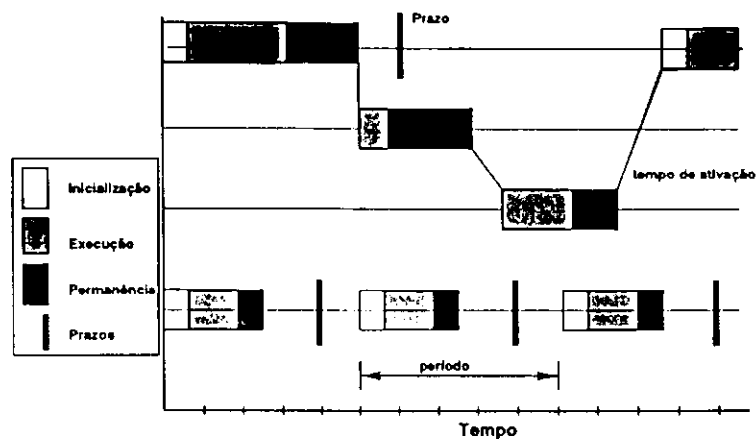 Prazo
tempo de ativação
Inicialização
Execução
Permanência
Prazos
período
Tempo